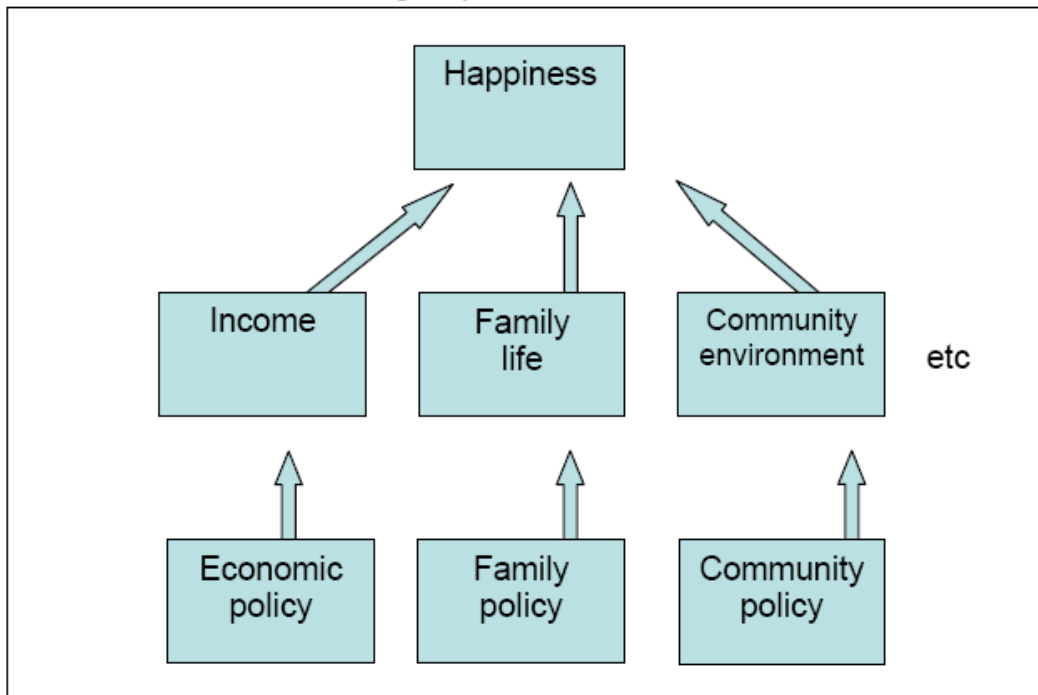 Happiness
Income
Family
life
Community
environment
etc
Economic
policy
Family
policy
Community
policy